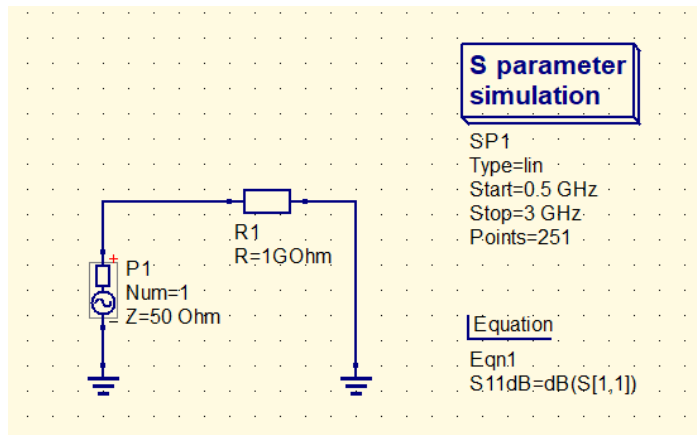 S parameter
simulation
SP1
Type=lin
Start=0.5 GHz
Stop=3 GHz
Points=251
R1
R=1GOhm
P1
Num=1
Z=50 Ohm
Equation
Eqn1
S11dB=dB(S[1,1])